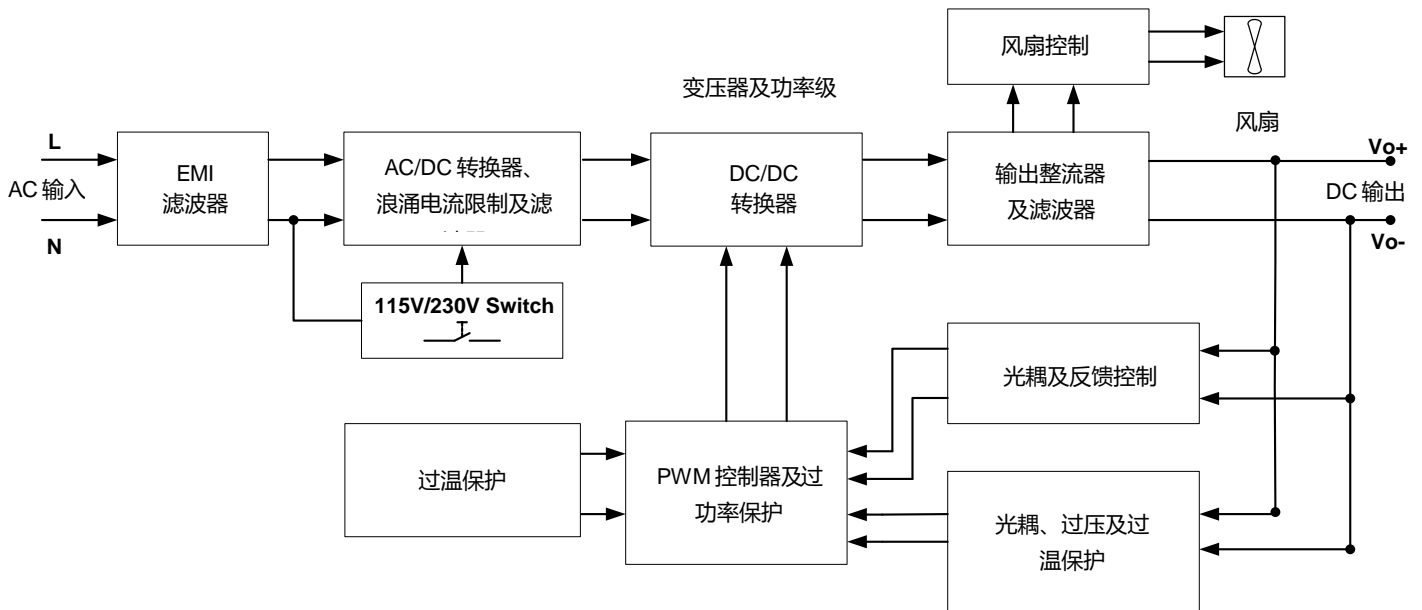 风扇控制
变压器及功率级
风扇
L
AC 输入
N
EMI
滤波器
AC/DC 转换器、
浪涌电流限制及滤
DC/DC
转换器
输出整流器
及滤波器
Vo+
DC 输出
Vo-
115V/230V Switch
光耦及反馈控制
过温保护
PWM 控制器及过
功率保护
光耦、过压及过
温保护